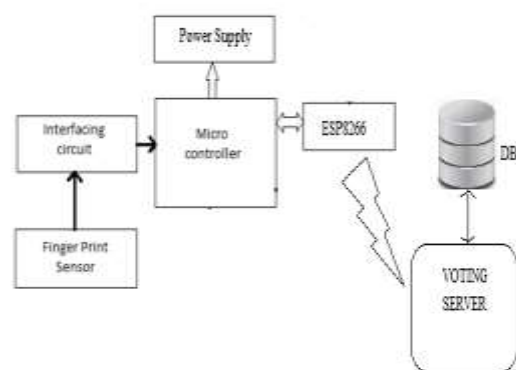 Power Supply
Interfacing
circuit
Micro
controller
ESP8266
DB
Finger Print
Sensor
VOTING
SERVER